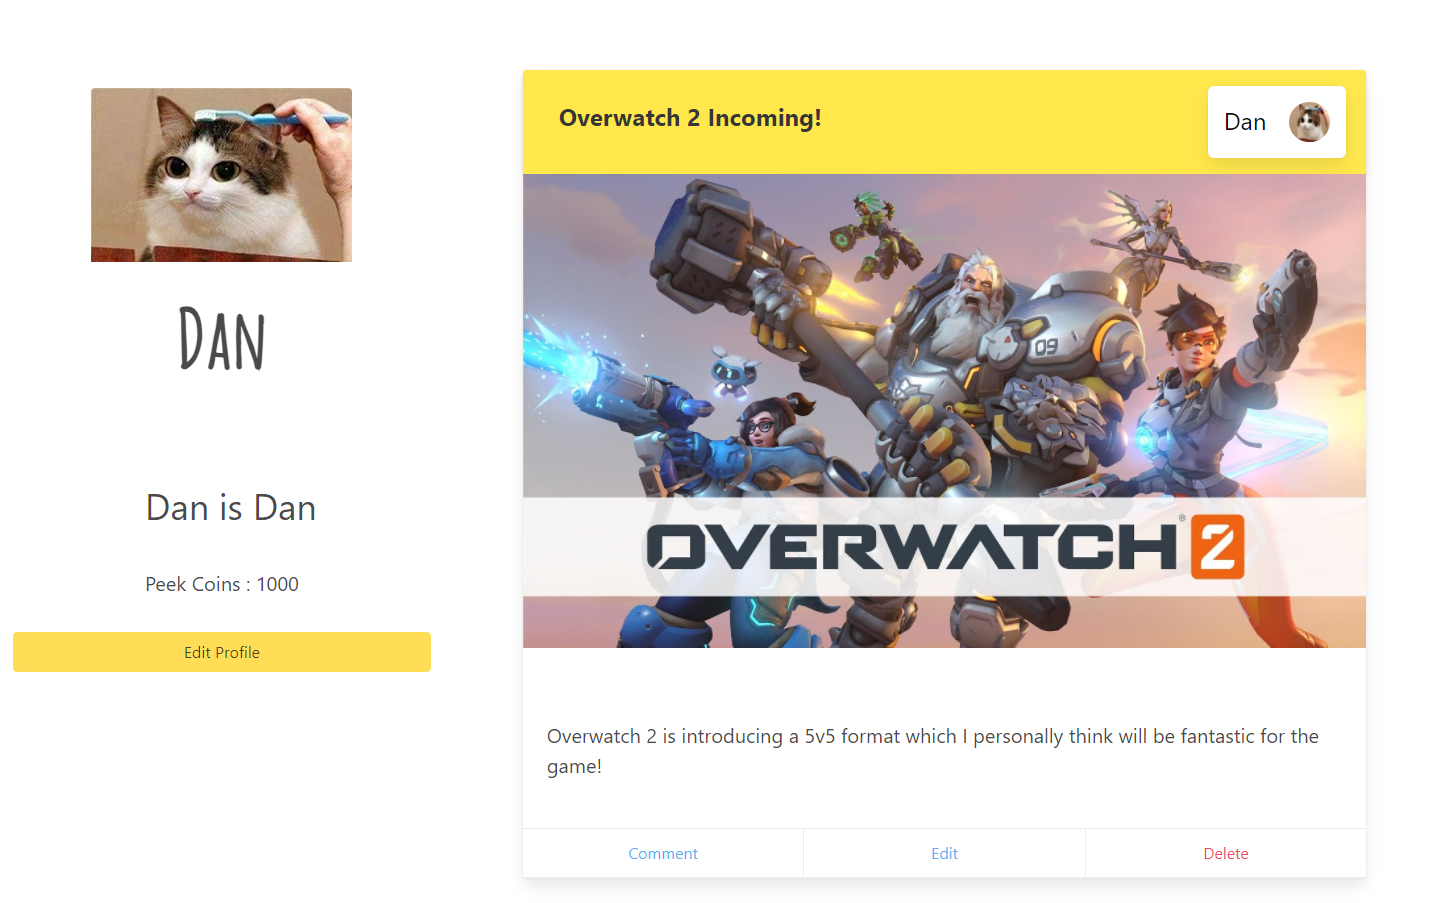 Dan
Dan is Dan
Peek Coins : 1000
Edit Profile
Overwatch 2 Incoming!
Dan
09
OVERWATCH® 2
Overwatch 2 is introducing a 5v5 format which I personally think will be fantastic for the
game!
Comment
Edit
Delete